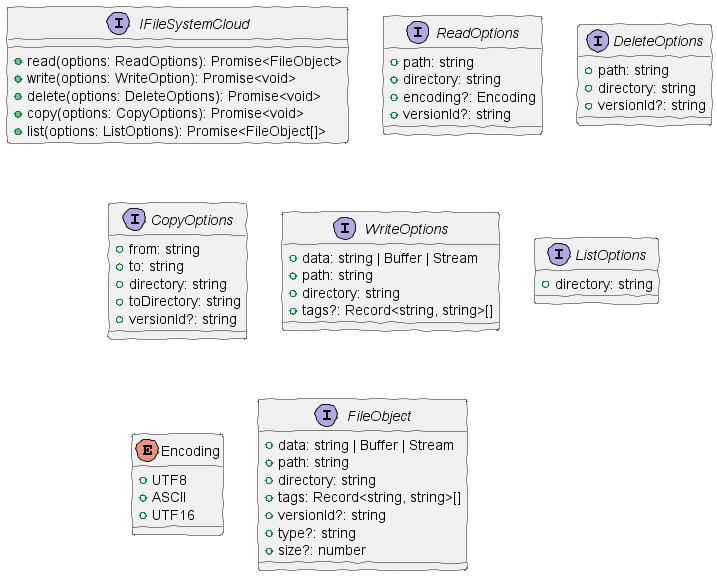 I IFileSystemCloud
read(options: ReadOptions): Promise<FileObject>
write(options: WriteOption): Promise<void>
delete(options: DeleteOptions): Promise<void>
copy(options: CopyOptions): Promise<void>
list(options: ListOptions): Promise<FileObject[]>
I ReadOptions
path: string
directory: string
encoding?: Encoding
versionId?: string
I DeleteOptions
path: string
directory: string
versionId?: string
I CopyOptions
from: string
to: string
directory: string
toDirectory: string
versionId?: string
I WriteOptions
data: string | Buffer | Stream
path: string
directory: string
tags?: Record<string, string>[]
I ListOptions
directory: string
E Encoding
UTF8
ASCII
UTF16
I FileObject
data: string | Buffer | Stream
path: string
directory: string
tags: Record<string, string>[]
versionId?: string
type?: string
size?: number